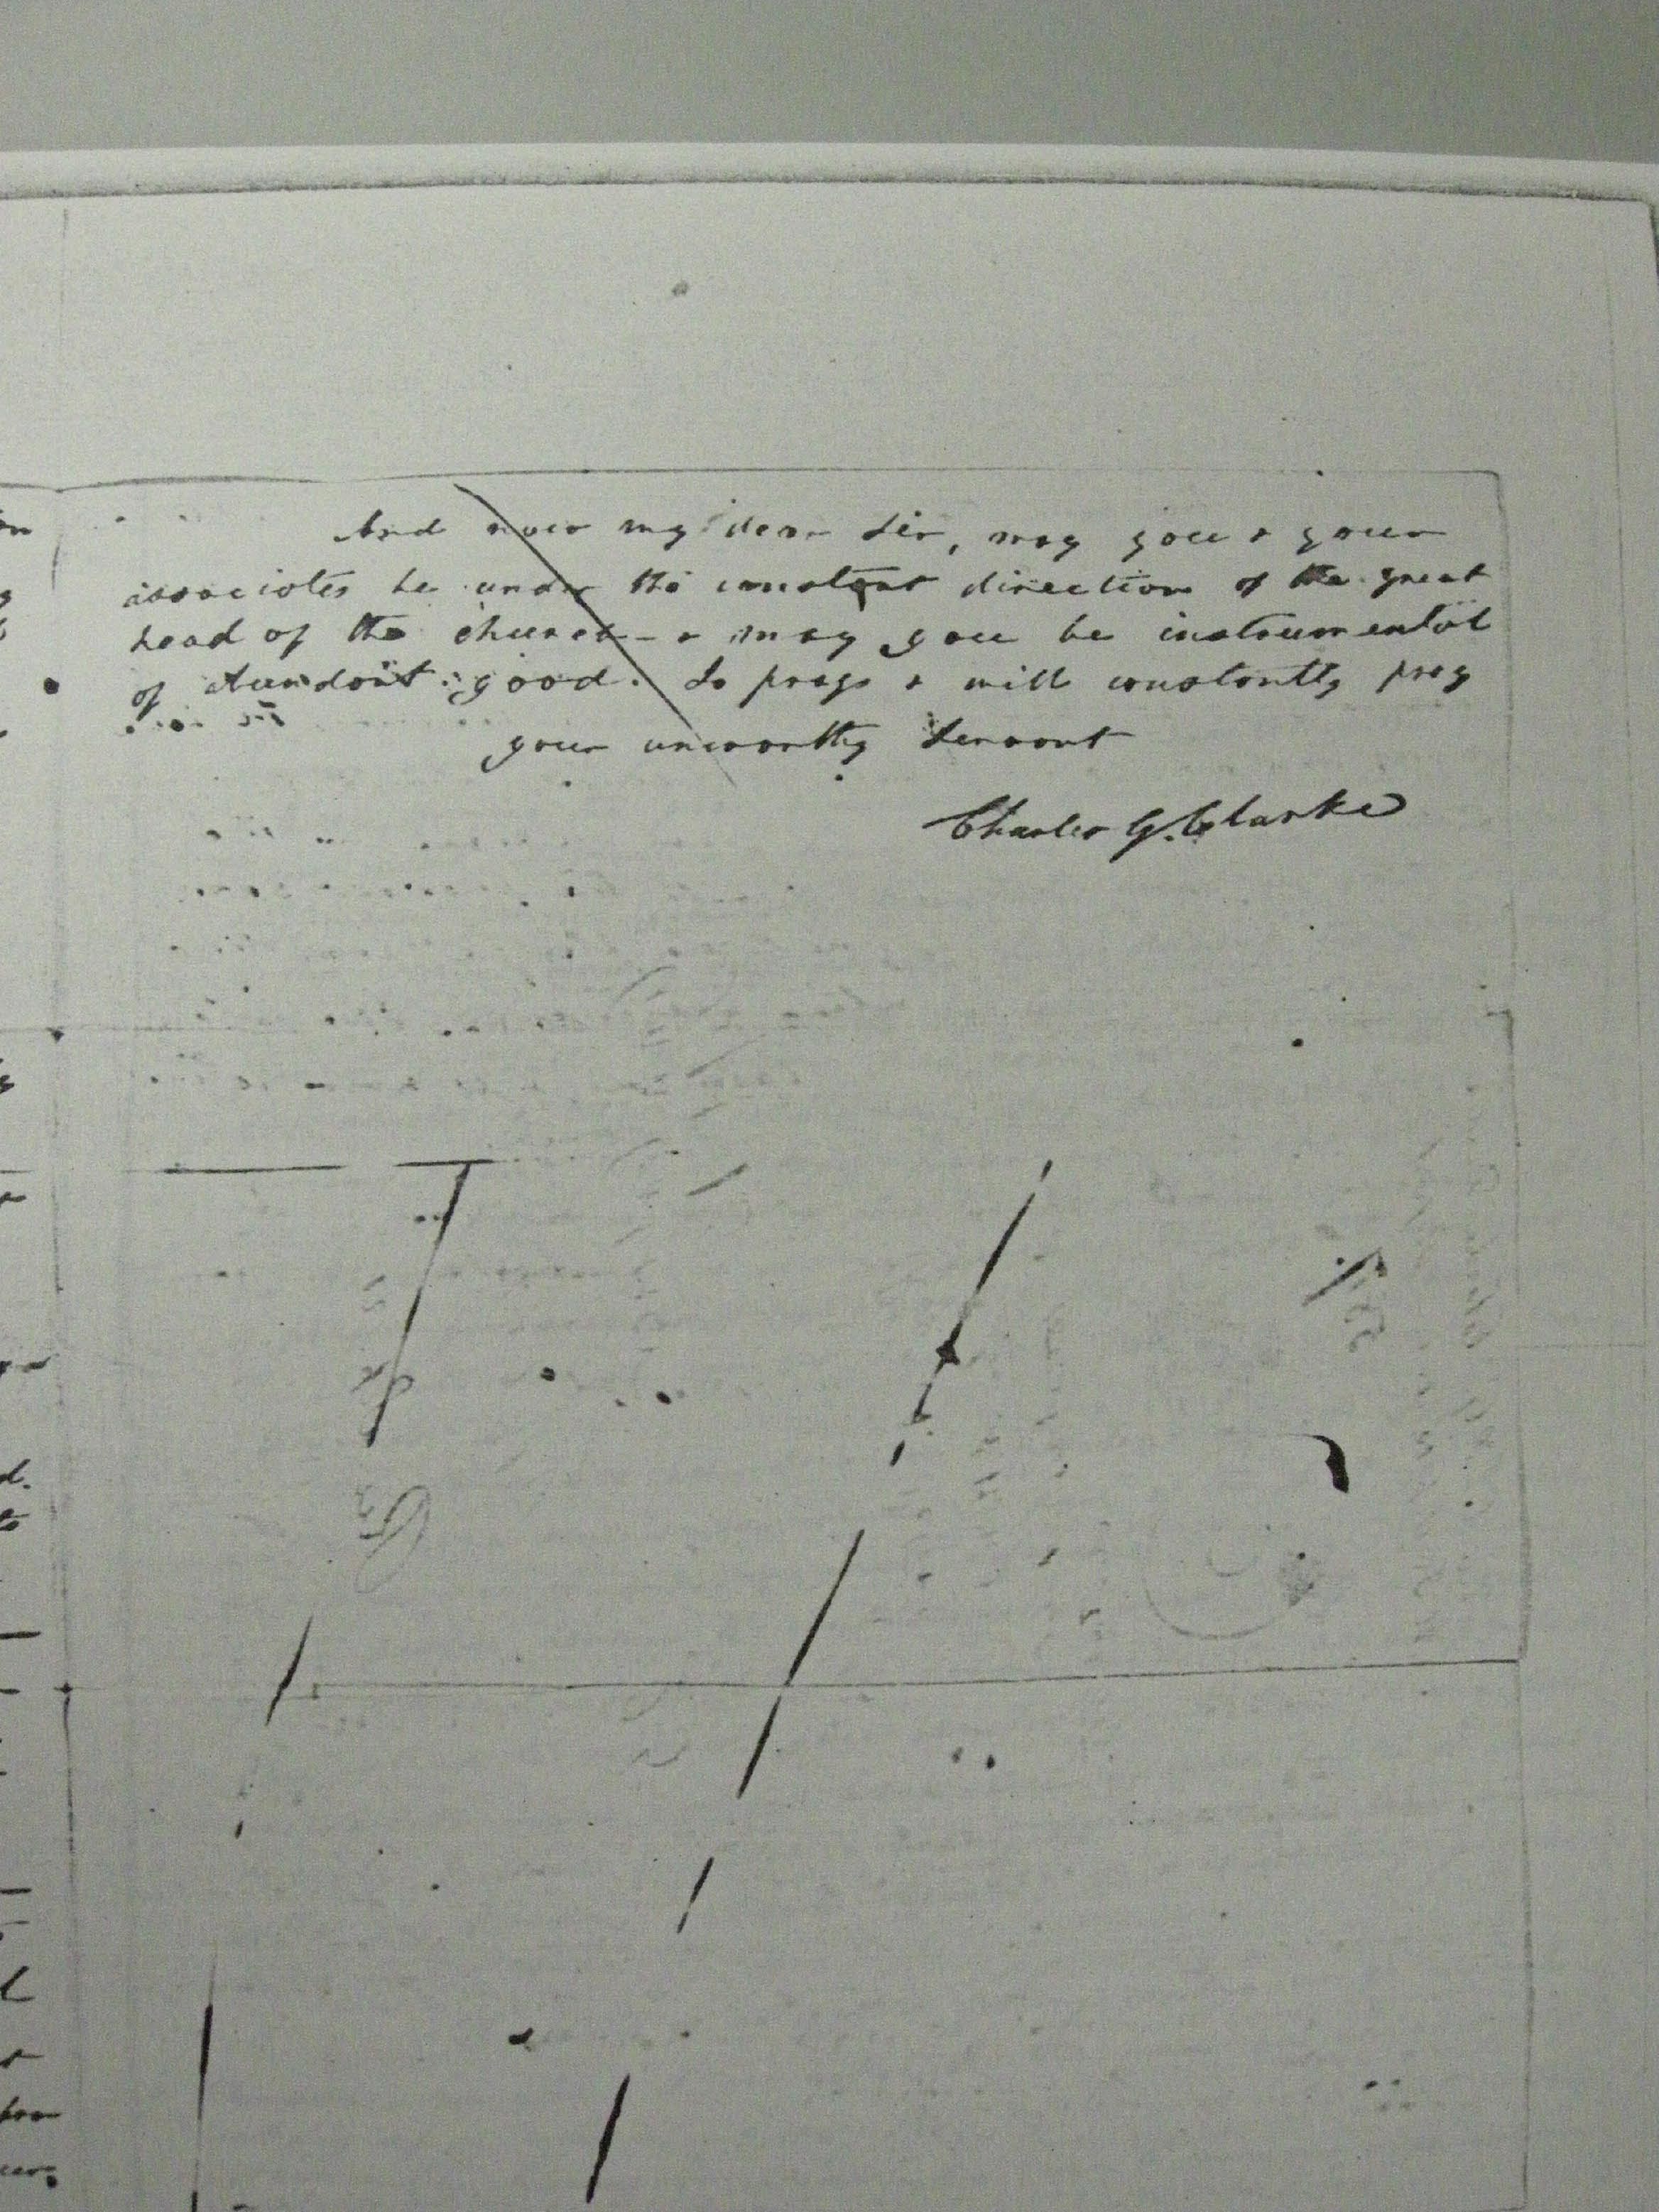 And now my dear Sir, may you & your
associates be under the constant direction of the great
head of the church - & may you be instrumental
of abundant good. So prays & will constantly pray
your unworthy Servant
Charles G. Clarke